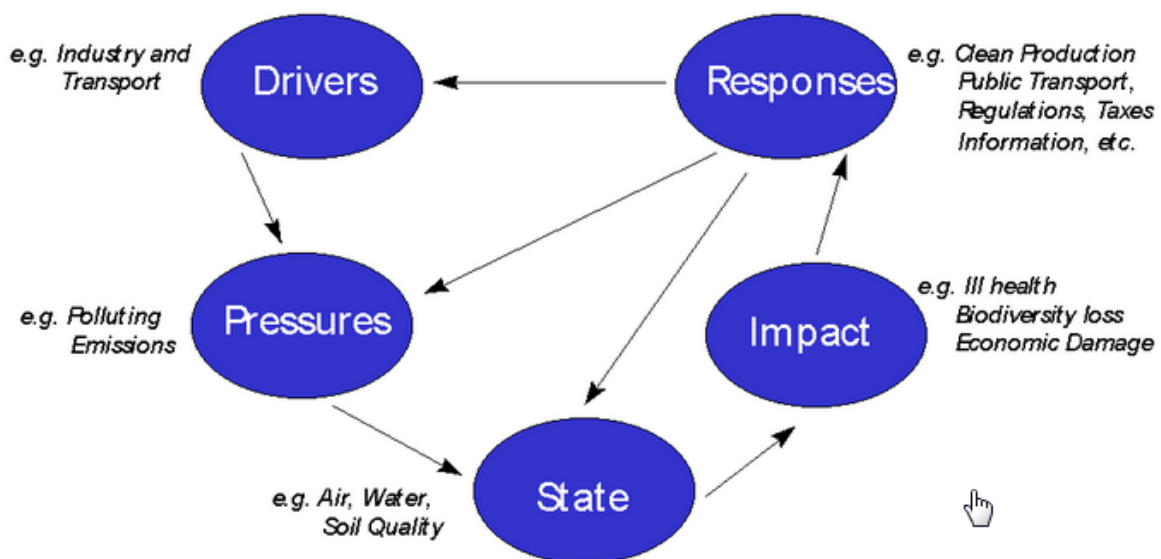 e.g. Industry and
Transport
Drivers
Responses
e.g. Clean Production
Public Transport,
Regulations, Taxes
Information, etc.
e.g. Polluting
Emissions
Pressures
Impact
e.g. Ill health
Biodiversity loss
Economic Damage
e.g. Air, Water,
Soil Quality
State